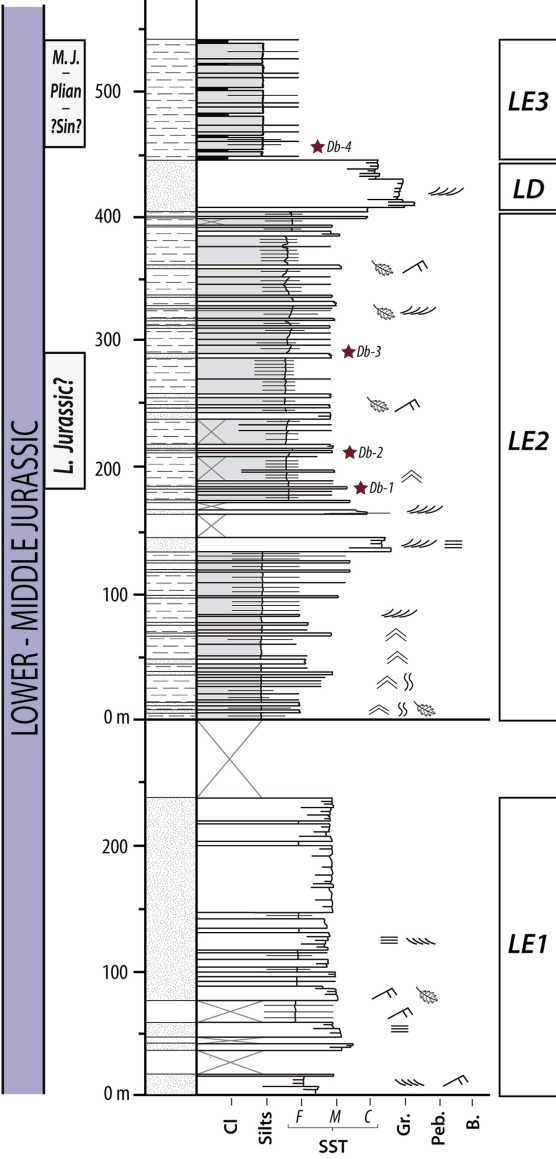 M. J.
–
Plian
–
?Sin?
500
Db-4
LE3
LD
400
300
Db-3
L. Jurassic?
LE2
200
Db-2
Db-1
100
0 m
LOWER - MIDDLE JURASSIC
200
100
LE1
0 m
Cl
Silts
F
M
C
Gr.
Peb.
B.
SST